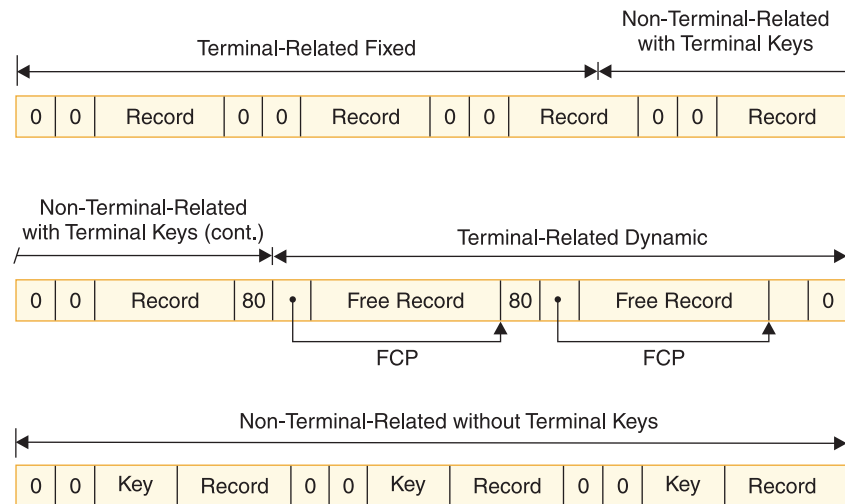 Non-Terminal-Related
with Terminal Keys
Terminal-Related Fixed
0 0 Record 0 0 Record 0 0 Record 0 0 Record
Non-Terminal-Related
with Terminal Keys (cont.)
Terminal-Related Dynamic
0 0 Record 80 Free Record 80 Free Record 0
FCP FCP
Non-Terminal-Related without Terminal Keys
0 0 Key Record 0 0 Key Record 0 0 Key Record